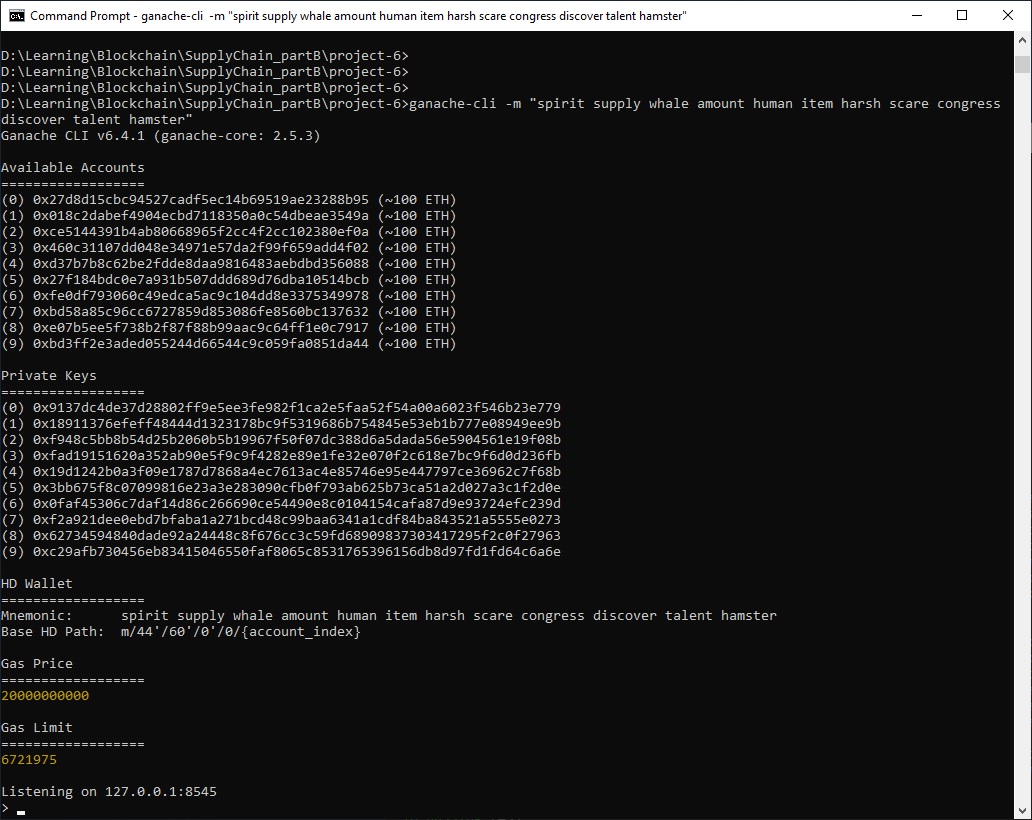 Command Prompt - ganache-cli  -m "spirit supply whale amount human item harsh scare congress discover talent hamster"
D:\Learning\Blockchain\SupplyChain_partB\project-6>
D:\Learning\Blockchain\SupplyChain_partB\project-6>
D:\Learning\Blockchain\SupplyChain_partB\project-6>
D:\Learning\Blockchain\SupplyChain_partB\project-6>ganache-cli -m "spirit supply whale amount human item harsh scare congress
discover talent hamster"
Ganache CLI v6.4.1 (ganache-core: 2.5.3)
Available Accounts
==================
(0) 0x27d8d15cbc94527cadf5ec14b69519ae23288b95 (~100 ETH)
(1) 0x018c2dabef4904ecbd7118350a0c54dbeae3549a (~100 ETH)
(2) 0xce5144391b4ab80668965f2cc4f2cc102380ef0a (~100 ETH)
(3) 0x460c31107dd048e34971e57da2f99f659add4f02 (~100 ETH)
(4) 0xd37b7b8c62be2fdde8daa9816483aebdbd356088 (~100 ETH)
(5) 0x27f184bdc0e7a931b507ddd689d76dba10514bcb (~100 ETH)
(6) 0xfe0df793060c49edca5ac9c104dd8e3375349978 (~100 ETH)
(7) 0xbd58a85c96cc6727859d853086fe8560bc137632 (~100 ETH)
(8) 0xe07b5ee5f738b2f87f88b99aac9c64ff1e0c7917 (~100 ETH)
(9) 0xbd3ff2e3aded055244d66544c9c059fa0851da44 (~100 ETH)
Private Keys
==================
(0) 0x9137dc4de37d28802ff9e5ee3fe982f1ca2e5faa52f54a00a6023f546b23e779
(1) 0x18911376efeff48444d1323178bc9f5319686b754845e53eb1b777e08949ee9b
(2) 0xf948c5bb8b54d25b2060b5b19967f50f07dc388d6a5dada56e5904561e19f08b
(3) 0xfad19151620a352ab90e5f9c9f4282e89e1fe32e070f2c618e7bc9f6d0d236fb
(4) 0x19d1242b0a3f09e1787d7868a4ec7613ac4e85746e95e447797ce36962c7f68b
(5) 0x3bb675f8c07099816e23a3e283090cfb0f793ab625b73ca51a2d027a3c1f2d0e
(6) 0x0faf45306c7daf14d86c266690ce54490e8c0104154cafa87d9e93724efc239d
(7) 0xf2a921dee0ebd7bfaba1a271bcd48c99baa6341a1cdf84ba843521a5555e0273
(8) 0x62734594840dade92a24448c8f676cc3c59fd68909837303417295f2c0f27963
(9) 0xc29afb730456eb83415046550faf8065c8531765396156db8d97fd1fd64c6a6e
HD Wallet
==================
Mnemonic:      spirit supply whale amount human item harsh scare congress discover talent hamster
Base HD Path:  m/44'/60'/0'/0/{account_index}
Gas Price
==================
20000000000
Gas Limit
==================
6721975
Listening on 127.0.0.1:8545
>